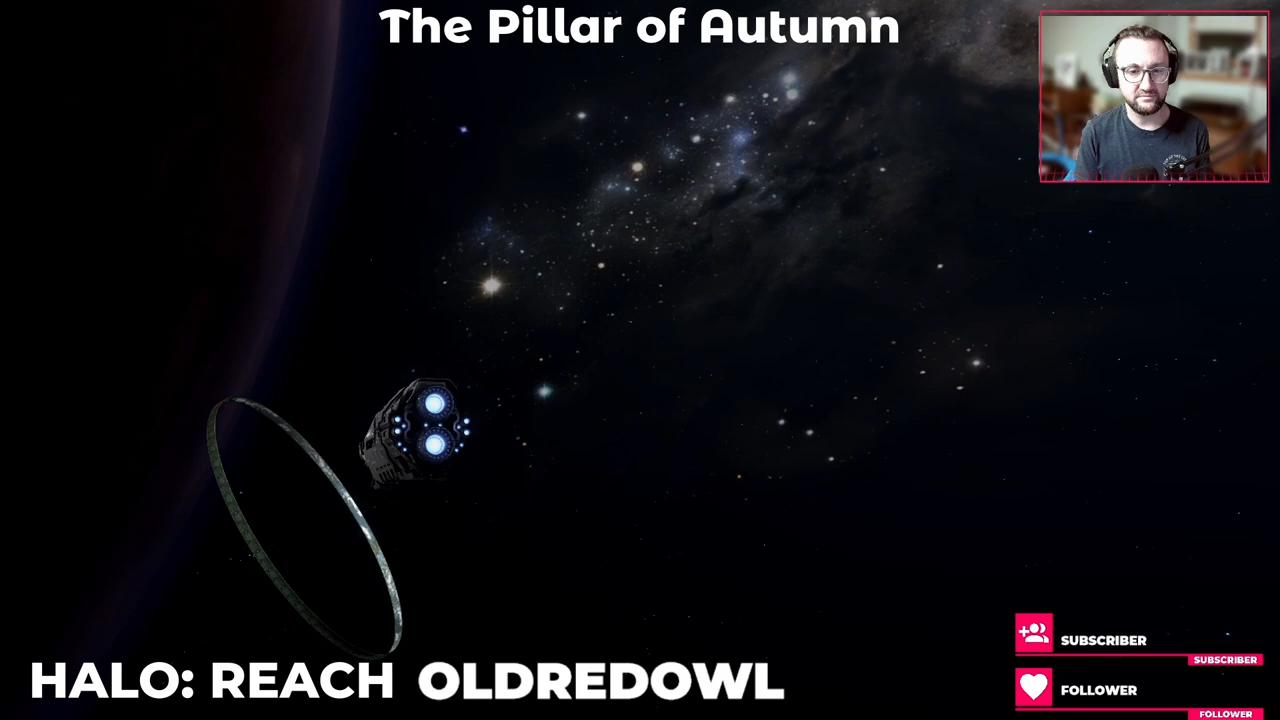 The Pillar of Autumn
HALO: REACH OLDREDOWL
SUBSCRIBER
SUBSCRIBER
FOLLOWER
FOLLOWER